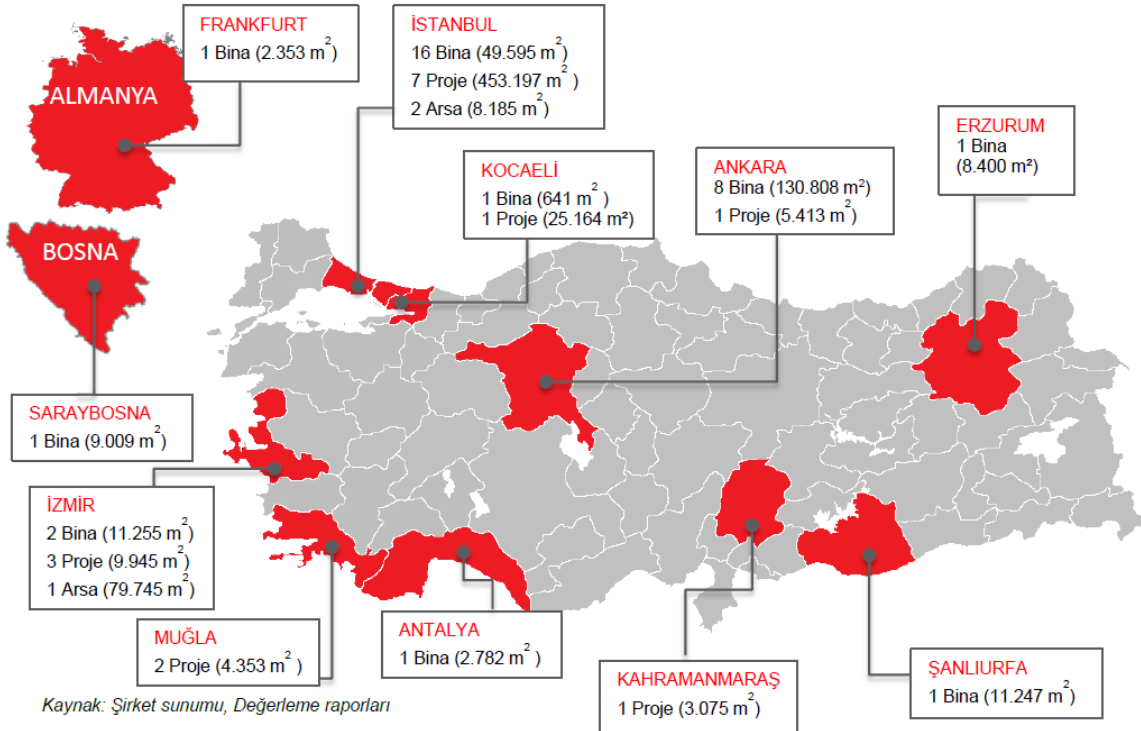 FRANKFURT
1 Bina (2.353 m²)
İSTANBUL
16 Bina (49.595 m²)
7 Proje (453.197 m²)
2 Arsa (8.185 m²)
ALMANYA
ERZURUM
1 Bina
(8.400 m²)
KOCAELİ
1 Bina (641 m²)
1 Proje (25.164 m²)
ANKARA
8 Bina (130.808 m²)
1 Proje (5.413 m²)
BOSNA
SARAYBOSNA
1 Bina (9.009 m²)
İZMİR
2 Bina (11.255 m²)
3 Proje (9.945 m²)
1 Arsa (79.745 m²)
MUĞLA
2 Proje (4.353 m²)
ANTALYA
1 Bina (2.782 m²)
KAHRAMANMARAŞ
1 Proje (3.075 m²)
ŞANLIURFA
1 Bina (11.247 m²)
Kaynak: Şirket sunumu, Değerleme raporları